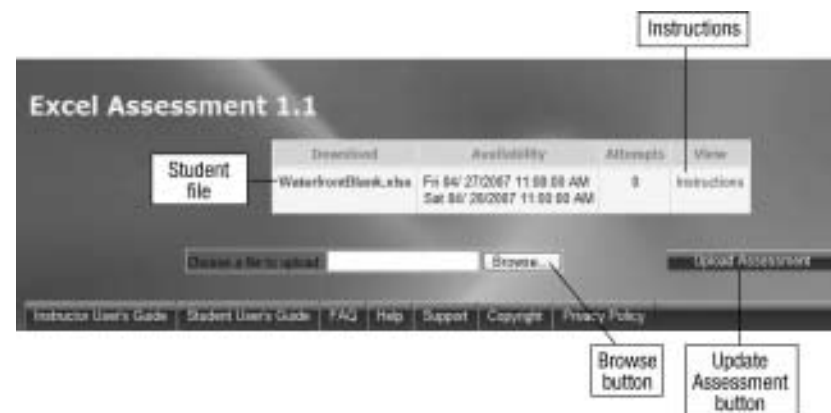 Instructions
Excel Assessment 1.1
Download Availability Attempts View
Student file
WaterfrontBlank.xlsx Fri 04/ 27/2007 11:00:00 AM 0 Instructions
Sat 04/ 28/2007 11:00:00 AM
Choose a file to upload Browse... Upload Assessment
Instructor User's Guide Student User's Guide FAQ Help Support Copyright Privacy Policy
Browse button
Update Assessment button